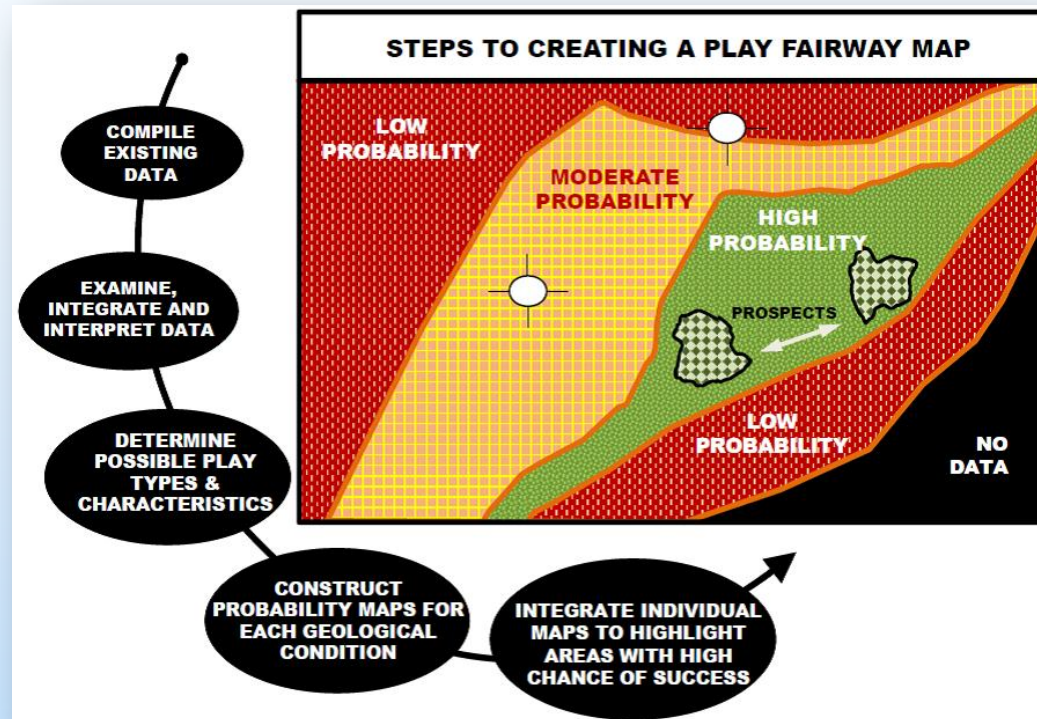 STEPS TO CREATING A PLAY FAIRWAY MAP
COMPILE
EXISTING
DATA
EXAMINE,
INTEGRATE AND
INTERPRET DATA
DETERMINE
POSSIBLE PLAY
TYPES &
CHARACTERISTICS
CONSTRUCT
PROBABILITY MAPS FOR
EACH GEOLOGICAL
CONDITION
INTEGRATE INDIVIDUAL
MAPS TO HIGHLIGHT
AREAS WITH HIGH
CHANCE OF SUCCESS
LOW
PROBABILITY
MODERATE
PROBABILITY
HIGH
PROBABILITY
PROSPECTS
LOW
PROBABILITY
NO
DATA